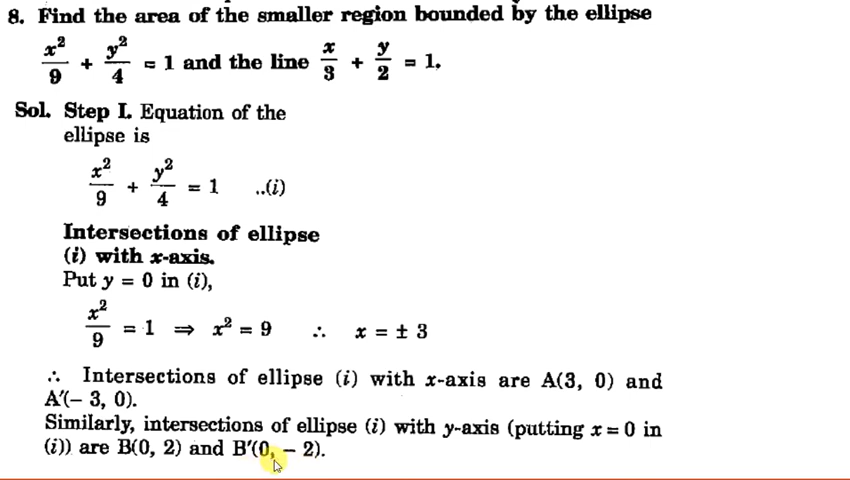 8. Find the area of the smaller region bounded by the ellipse
x²/9 + y²/4 = 1 and the line x/3 + y/2 = 1.
Sol. Step I. Equation of the
ellipse is
x²/9 + y²/4 = 1 ..(i)
Intersections of ellipse
(i) with x-axis.
Put y = 0 in (i),
x²/9 = 1 ⇒ x² = 9 ∴ x = ± 3
∴ Intersections of ellipse (i) with x-axis are A(3, 0) and
A′(– 3, 0).
Similarly, intersections of ellipse (i) with y-axis (putting x = 0 in
(i)) are B(0, 2) and B′(0, – 2).